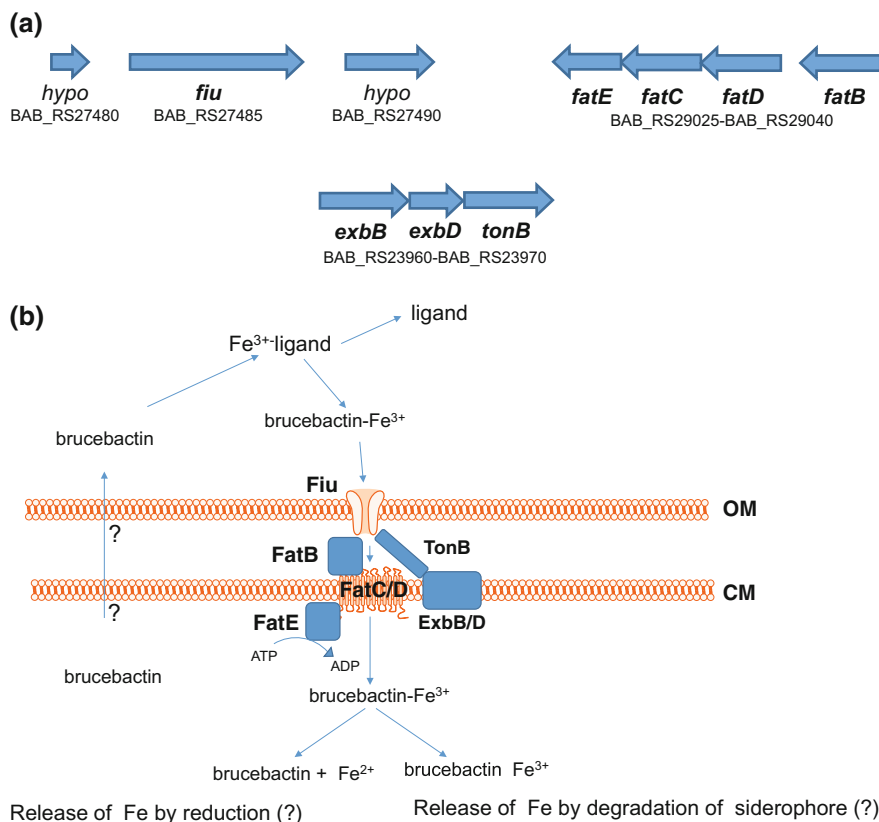 (a)
hypo fiu hypo fatE fatC fatD fatB
BAB_RS27480 BAB_RS27485 BAB_RS27490 BAB_RS29025-BAB_RS29040
exbB exbD tonB
BAB_RS23960-BAB_RS23970
(b)
ligand
Fe³⁺-ligand
brucebactin-Fe³⁺
brucebactin
Fiu
OM
?
FatB TonB
FatC/D CM
?
FatE ExbB/D
ATP ADP
brucebactin
brucebactin-Fe³⁺
brucebactin + Fe²⁺ brucebactin Fe³⁺
Release of Fe by reduction (?) Release of Fe by degradation of siderophore (?)